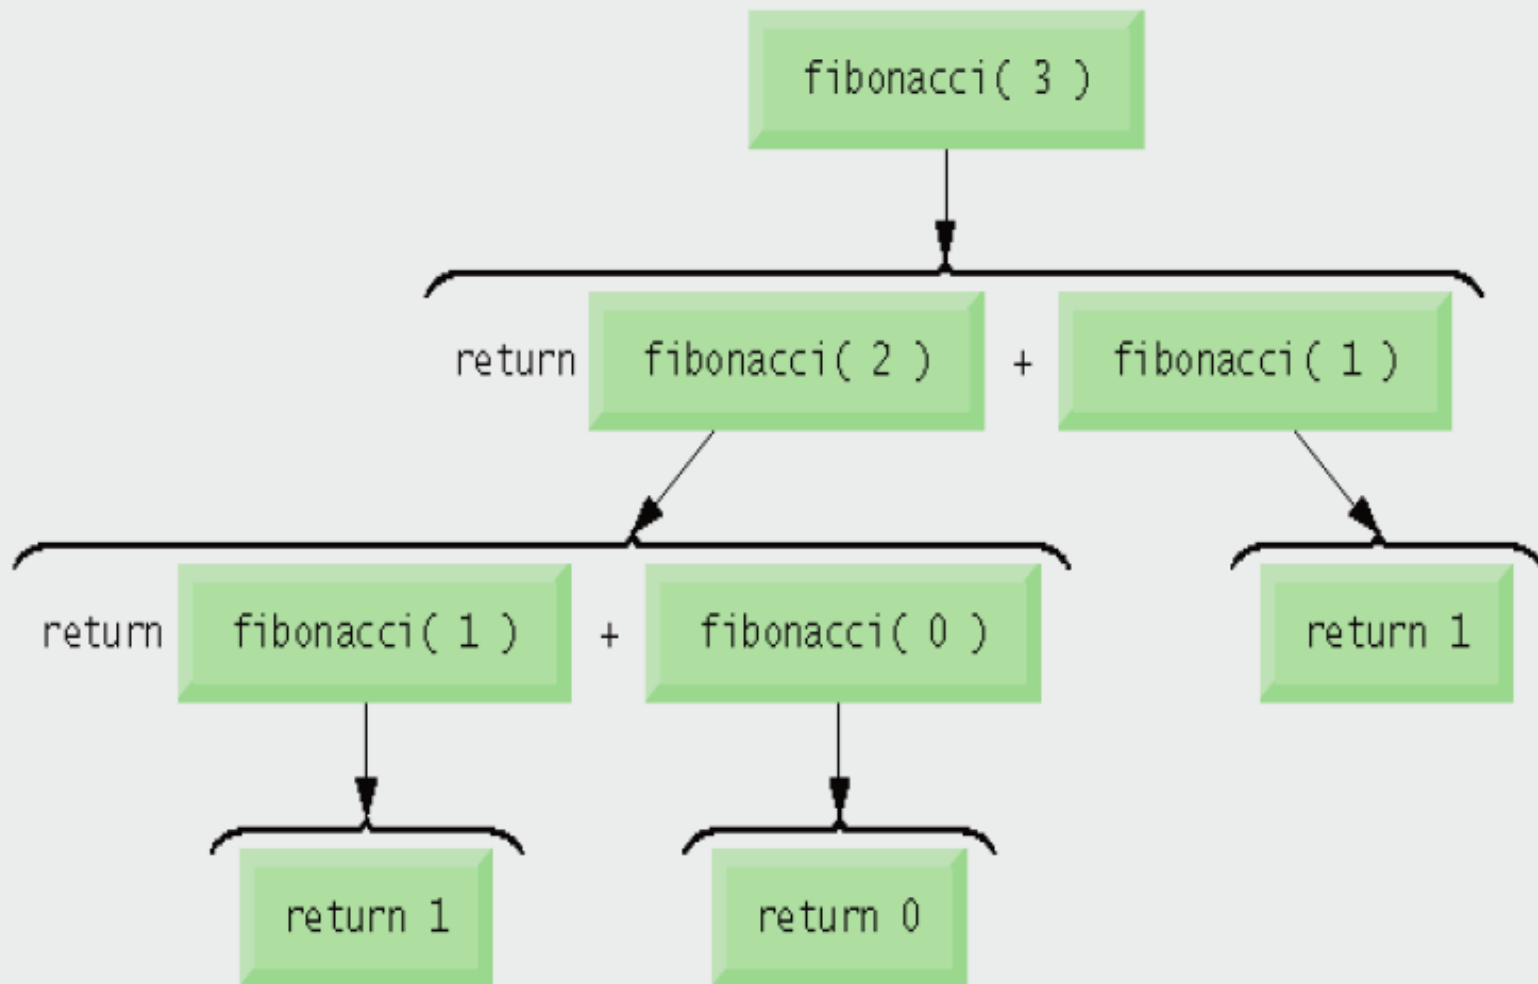 fibonacci( 3 )
return fibonacci( 2 ) + fibonacci( 1 )
return fibonacci( 1 ) + fibonacci( 0 ) return 1
return 1 return 0